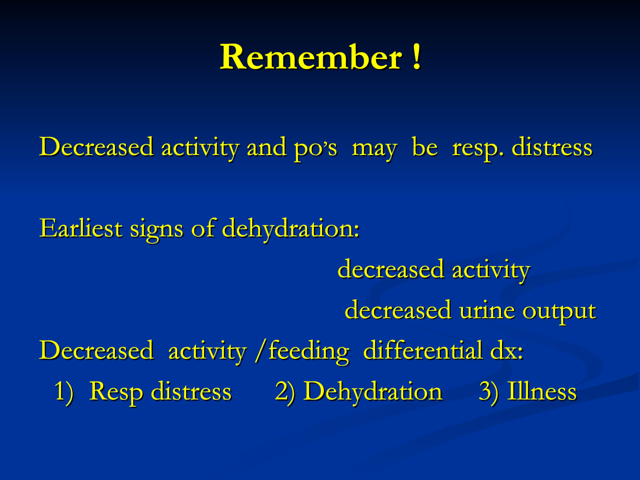 Remember !
Decreased activity and po's may be resp. distress
Earliest signs of dehydration:
decreased activity
decreased urine output
Decreased activity /feeding differential dx:
1) Resp distress 2) Dehydration 3) Illness